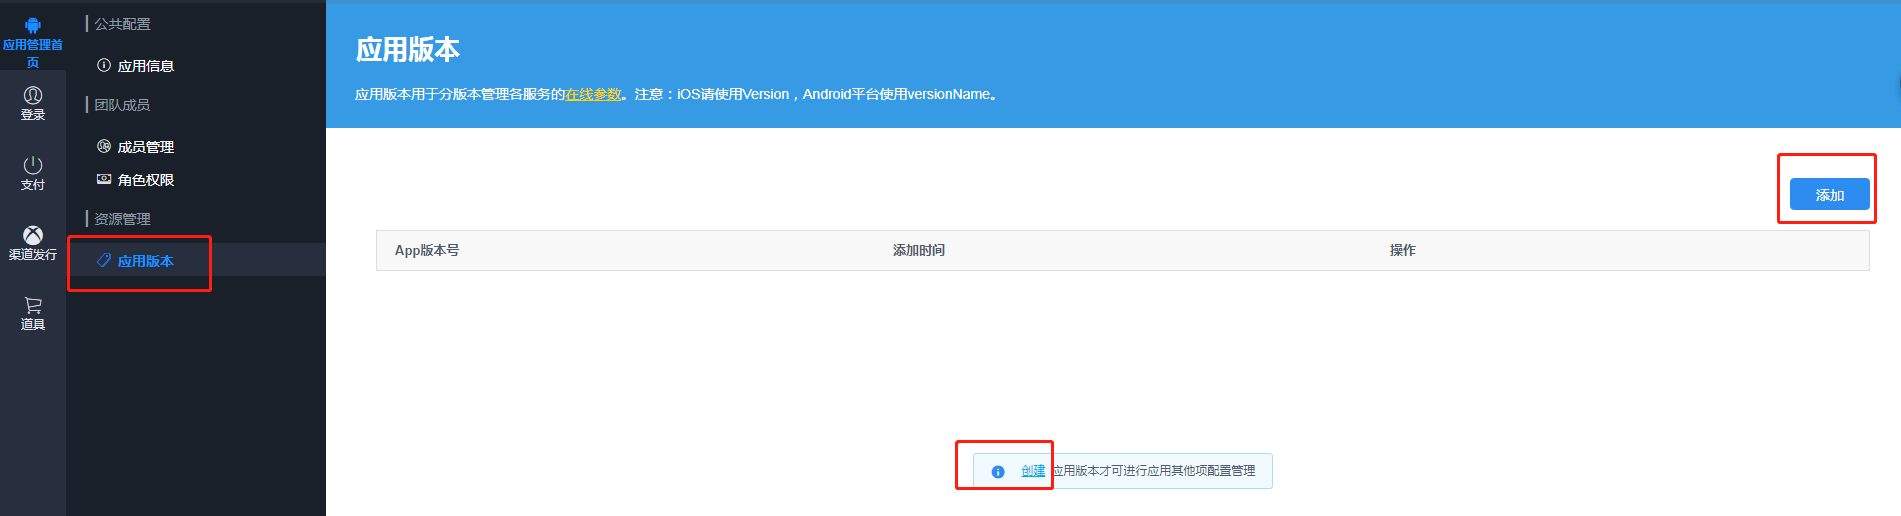 应用管理首
页
登录
支付
渠道发行
道具
公共配置
应用信息
团队成员
成员管理
角色权限
资源管理
应用版本
应用版本
应用版本用于分版本管理各服务的在线参数。注意：iOS请使用Version，Android平台使用versionName。
添加
App版本号 添加时间 操作
创建 应用版本才可进行应用其他项配置管理